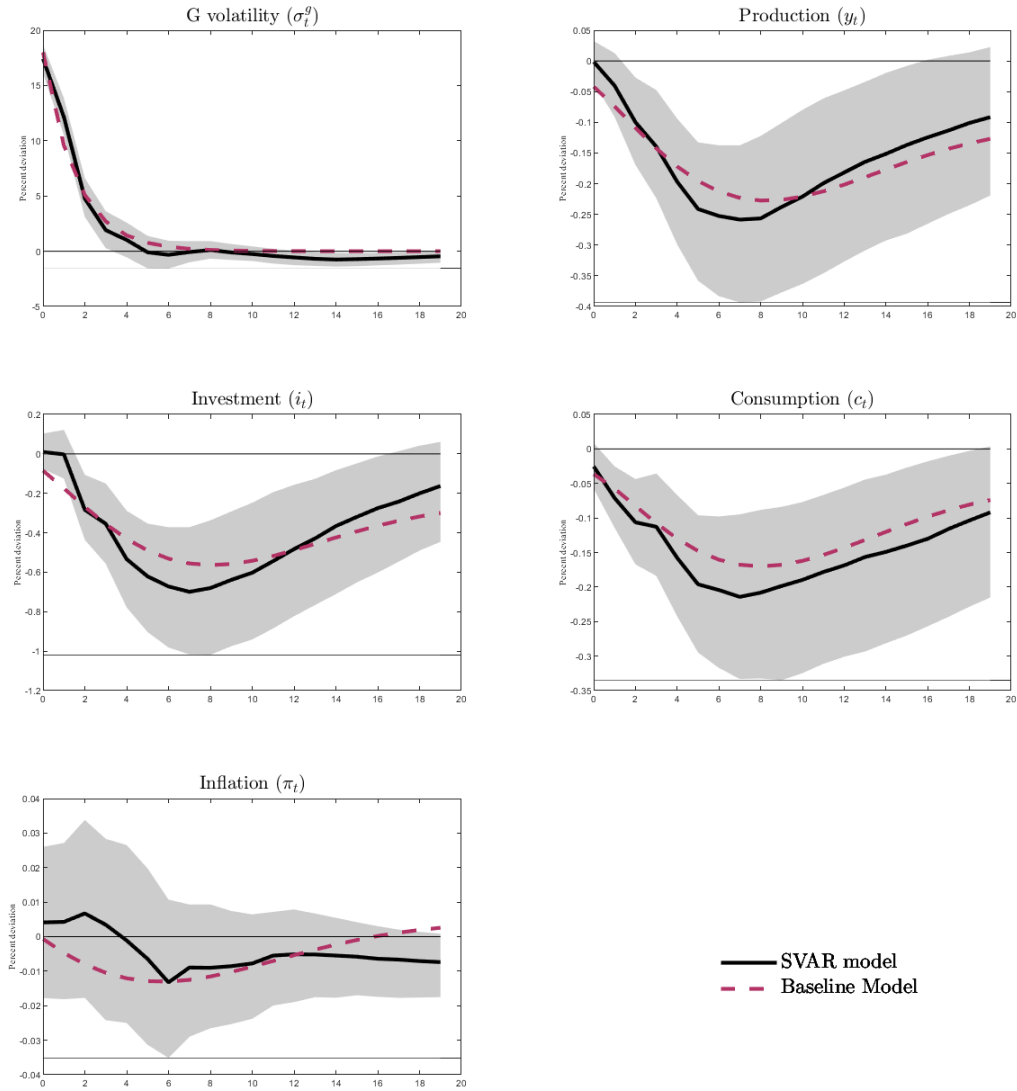 G volatility (σ_t^g)
Percent deviation
20
15
10
5
0
-5
0 2 4 6 8 10 12 14 16 18 20
Production (y_t)
Percent deviation
0.05
0
-0.05
-0.1
-0.15
-0.2
-0.25
-0.3
-0.35
-0.4
0 2 4 6 8 10 12 14 16 18 20
Investment (i_t)
Percent deviation
0.2
0
-0.2
-0.4
-0.6
-0.8
-1
-1.2
0 2 4 6 8 10 12 14 16 18 20
Consumption (c_t)
Percent deviation
0.05
0
-0.05
-0.1
-0.15
-0.2
-0.25
-0.3
-0.35
0 2 4 6 8 10 12 14 16 18 20
Inflation (π_t)
Percent deviation
0.04
0.03
0.02
0.01
0
-0.01
-0.02
-0.03
-0.04
0 2 4 6 8 10 12 14 16 18 20
SVAR model
Baseline Model